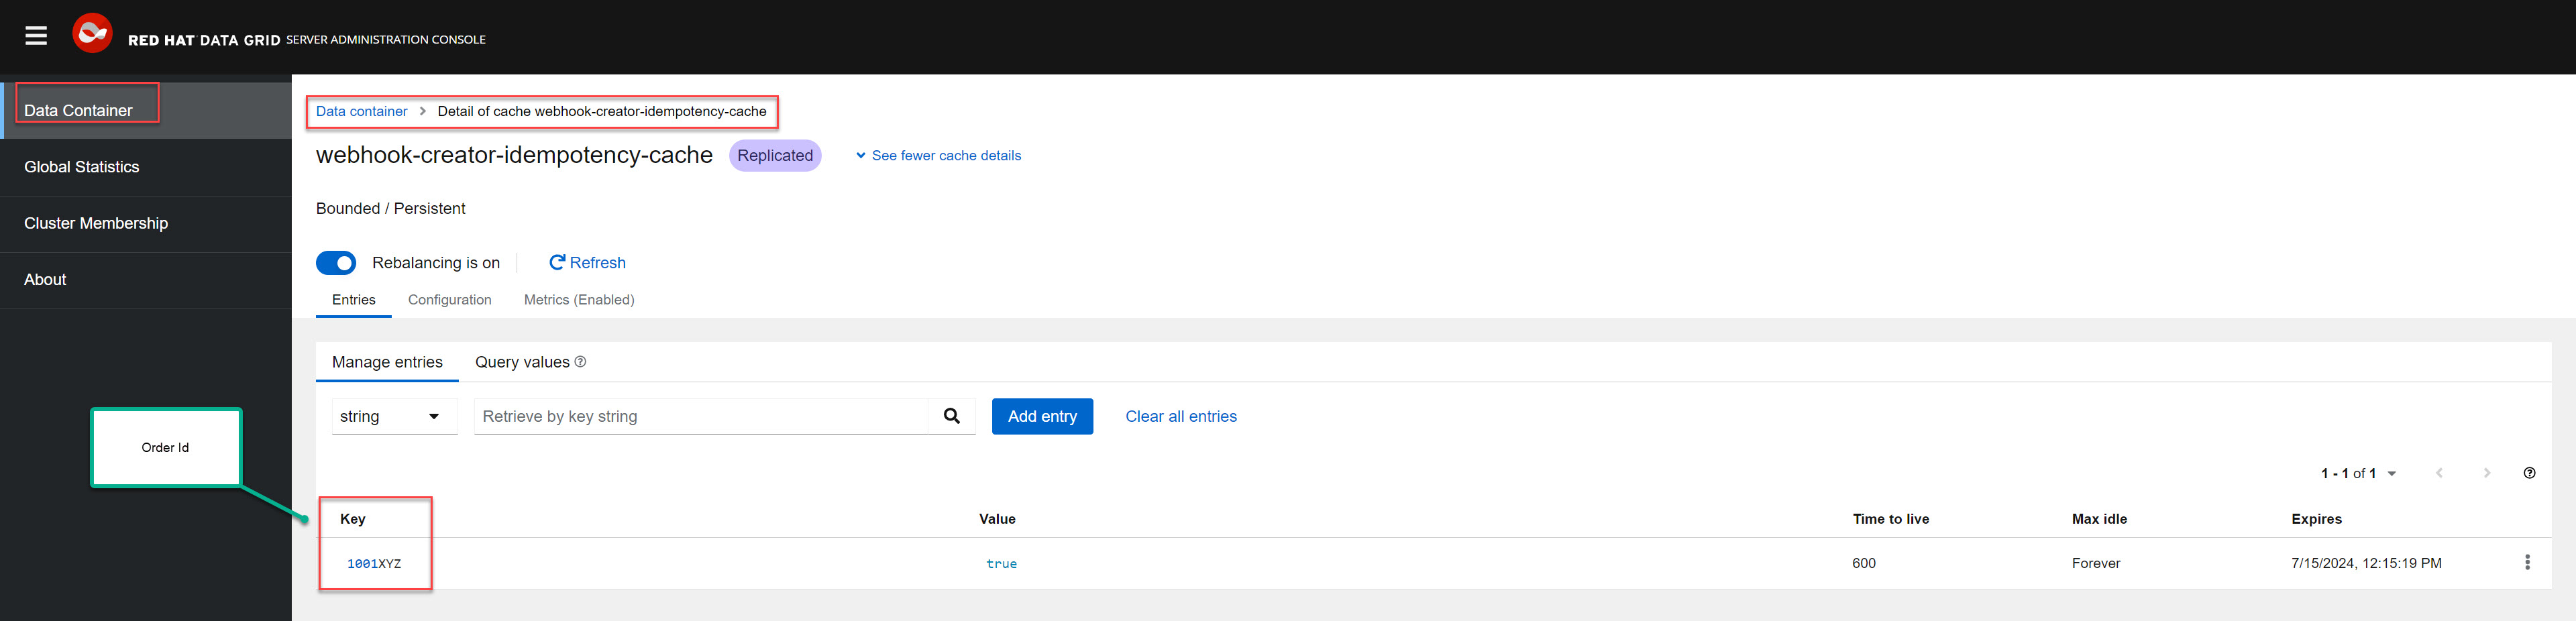 RED HAT DATA GRID SERVER ADMINISTRATION CONSOLE
Data Container
Global Statistics
Cluster Membership
About
Data container > Detail of cache webhook-creator-idempotency-cache
webhook-creator-idempotency-cache Replicated See fewer cache details
Bounded / Persistent
Rebalancing is on Refresh
Entries Configuration Metrics (Enabled)
Manage entries Query values
string Retrieve by key string Add entry Clear all entries
Order Id
1 - 1 of 1
Key Value Time to live Max idle Expires
1001XYZ true 600 Forever 7/15/2024, 12:15:19 PM